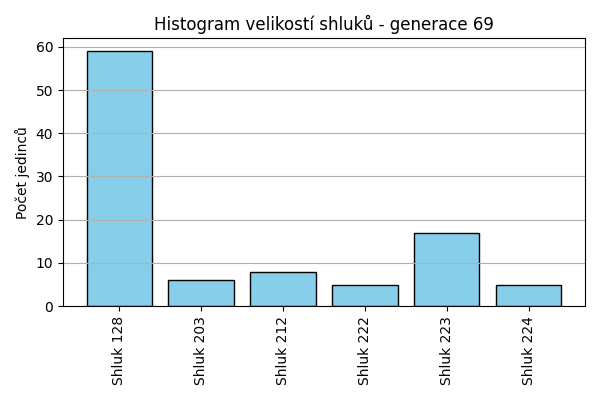 Histogram velikostí shluků - generace 69
Počet jedinců
60
50
40
30
20
10
0
Shluk 128
Shluk 203
Shluk 212
Shluk 222
Shluk 223
Shluk 224